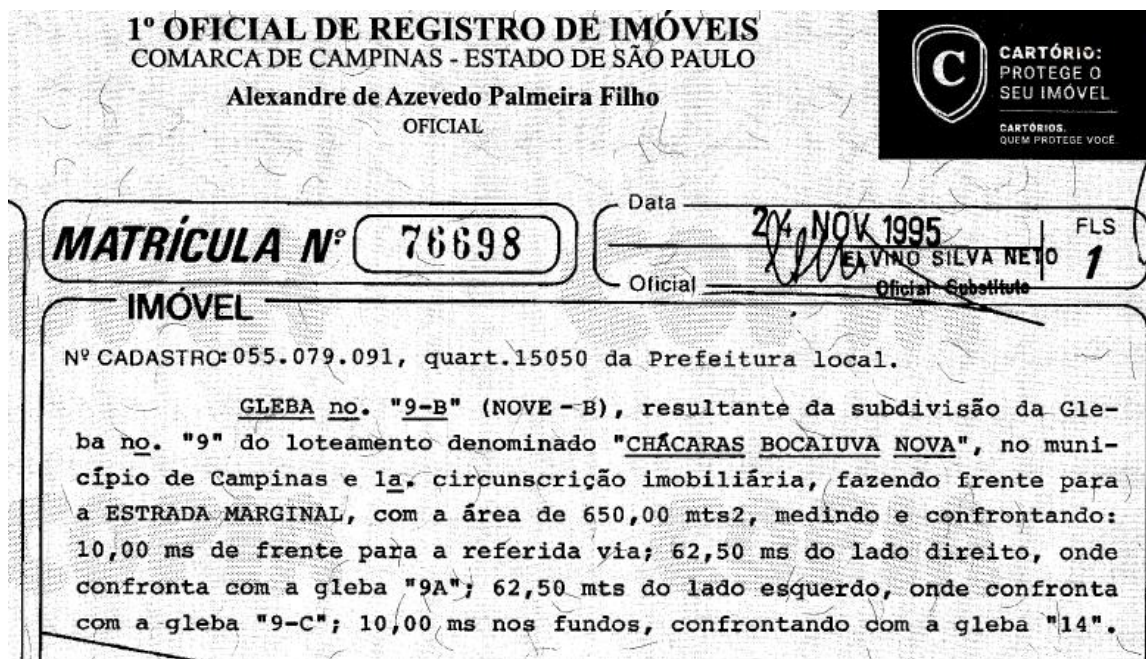 1º OFICIAL DE REGISTRO DE IMÓVEIS
COMARCA DE CAMPINAS - ESTADO DE SÃO PAULO
Alexandre de Azevedo Palmeira Filho
OFICIAL
C
CARTÓRIO:
PROTEGE O
SEU IMÓVEL
CARTÓRIOS.
QUEM PROTEGE VOCÊ.
MATRÍCULA Nº 76698
Data
24 NOV 1995
ELVINO SILVA NETO
Oficial
Oficial Substituto
FLS
1
IMÓVEL
Nº CADASTRO: 055.079.091, quart.15050 da Prefeitura local.
GLEBA no. "9-B" (NOVE - B), resultante da subdivisão da Gle-
ba no. "9" do loteamento denominado "CHÁCARAS BOCAIUVA NOVA", no muni-
cípio de Campinas e 1a. circunscrição imobiliária, fazendo frente para
a ESTRADA MARGINAL, com a área de 650,00 mts2, medindo e confrontando:
10,00 ms de frente para a referida via; 62,50 ms do lado direito, onde
confronta com a gleba "9A"; 62,50 mts do lado esquerdo, onde confronta
com a gleba "9-C"; 10,00 ms nos fundos, confrontando com a gleba "14".